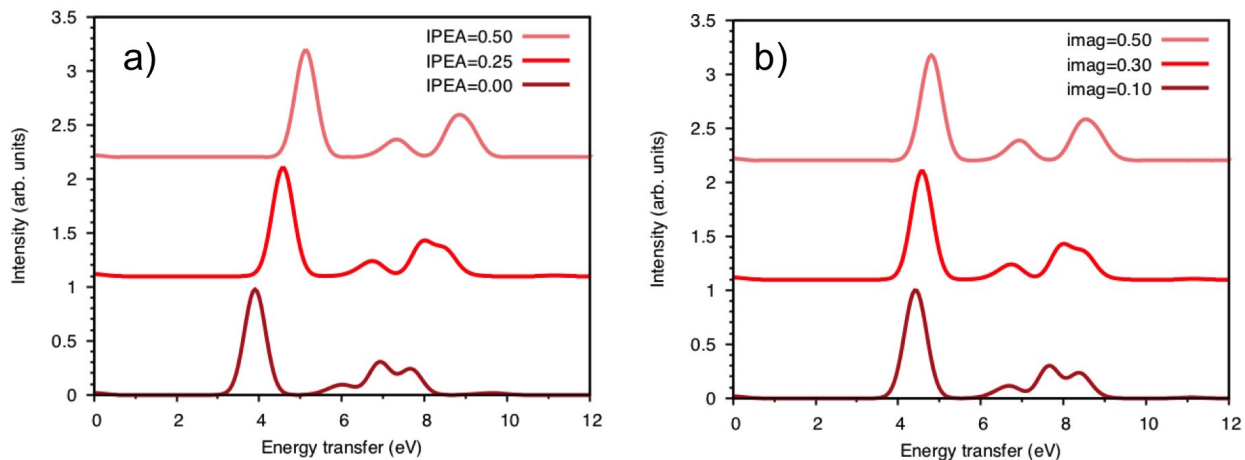 a)
IPEA=0.50
IPEA=0.25
IPEA=0.00
3.5
3
2.5
2
1.5
1
0.5
0
Intensity (arb. units)
0 2 4 6 8 10 12
Energy transfer (eV)
b)
imag=0.50
imag=0.30
imag=0.10
3.5
3
2.5
2
1.5
1
0.5
0
Intensity (arb. units)
0 2 4 6 8 10 12
Energy transfer (eV)